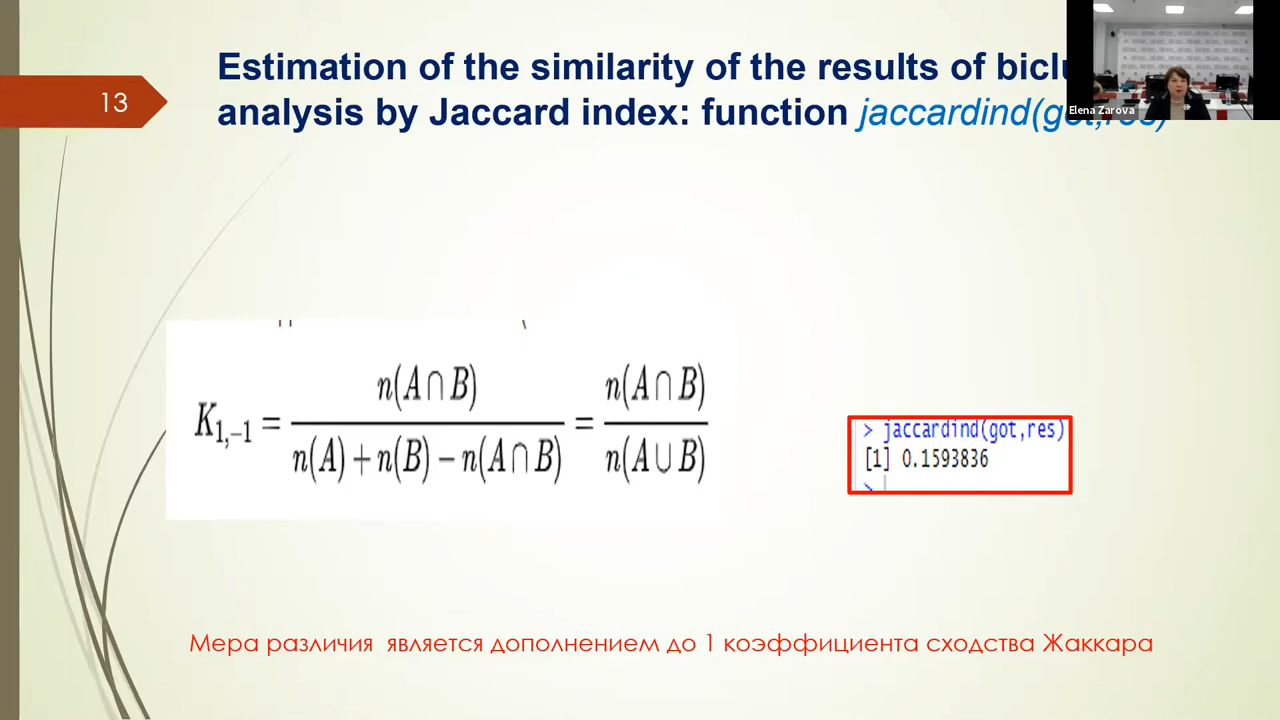 Estimation of the similarity of the results of
analysis by Jaccard index: function jaccardind(got,res)
13
Elena Zarova
K1,−1 = n(A∩B) / n(A)+n(B)−n(A∩B) = n(A∩B) / n(A∪B)
> jaccardind(got,res)
[1] 0.1593836
>
Мера различия является дополнением до 1 коэффициента сходства Жаккара